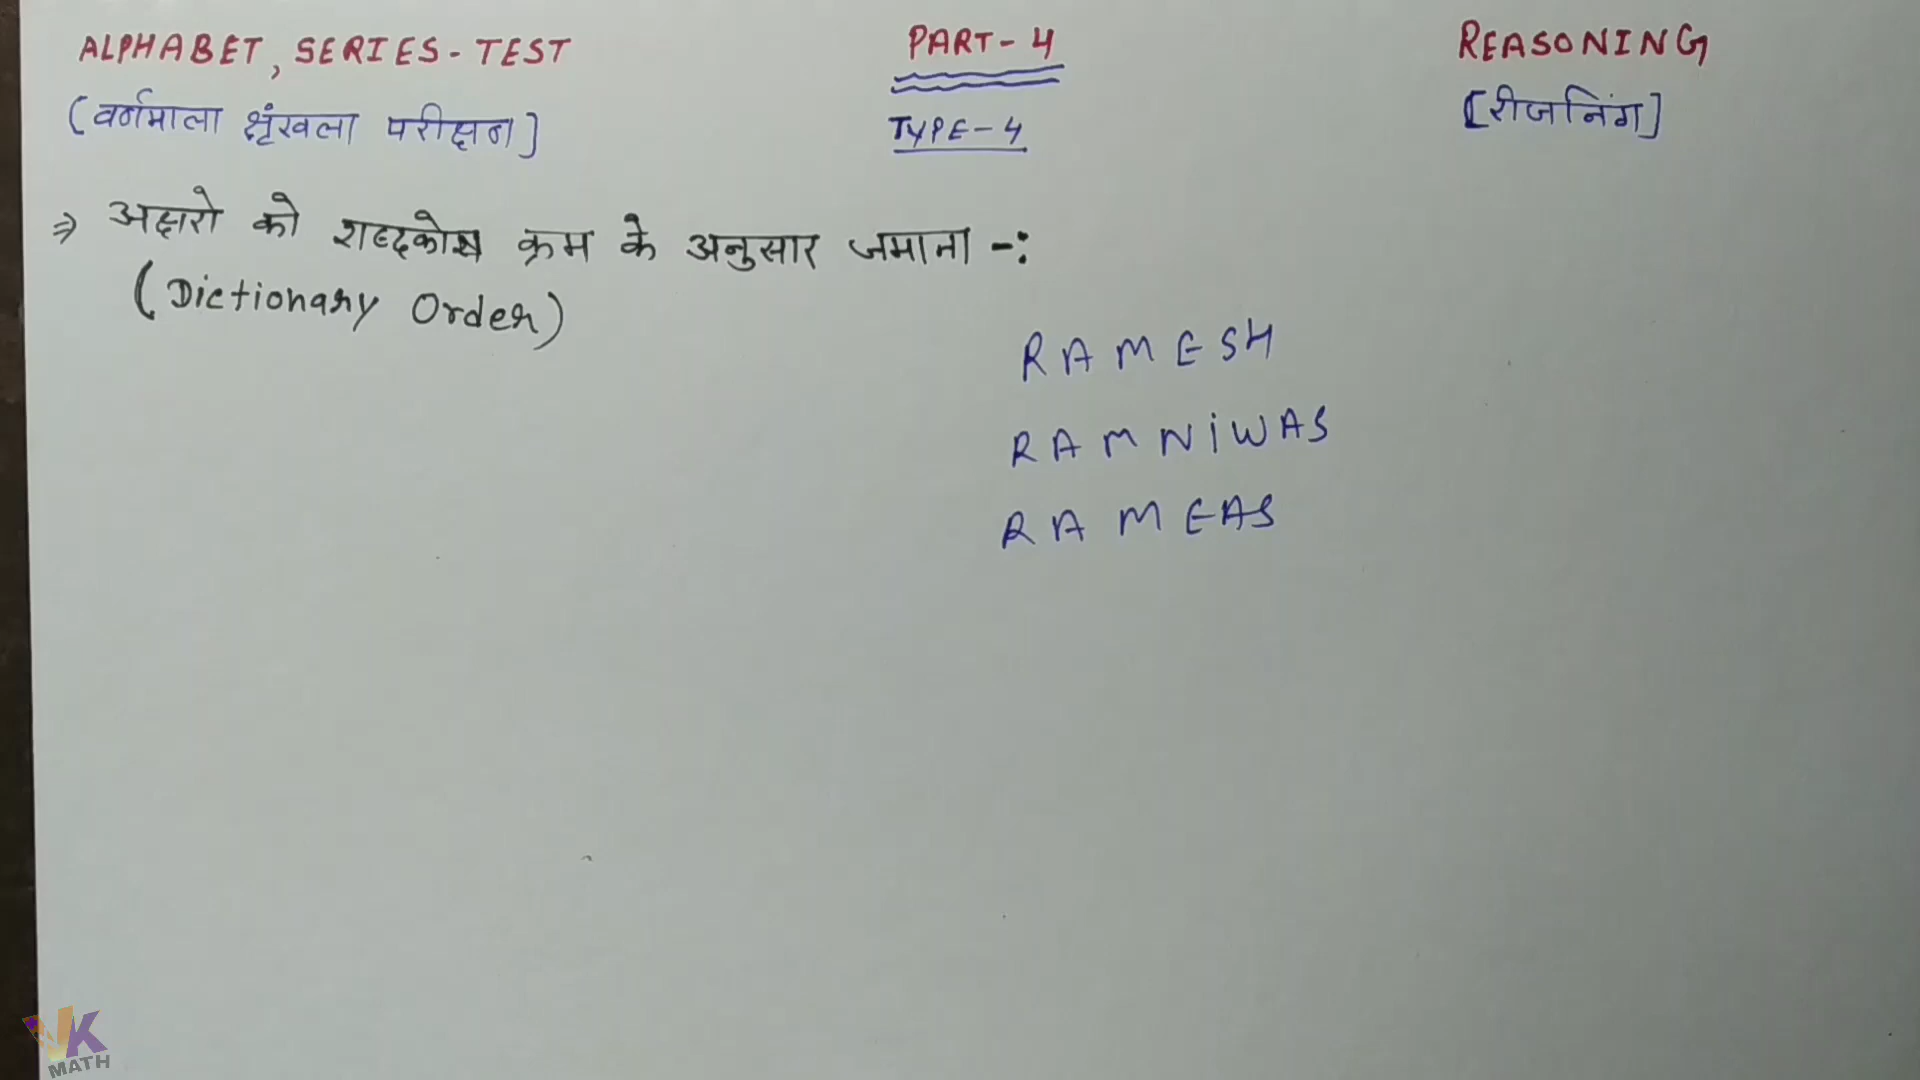 ALPHABET, SERIES-TEST
(वर्णमाला श्रृंखला परीक्षण]
PART-4
TYPE-4
REASONING
[रीजनिंग]
⇒ अक्षरो को शब्दकोष क्रम के अनुसार जमाना -:
(Dictionary Order)
RAMESH
RAMNiWAS
RAMEAS
VK
MATH